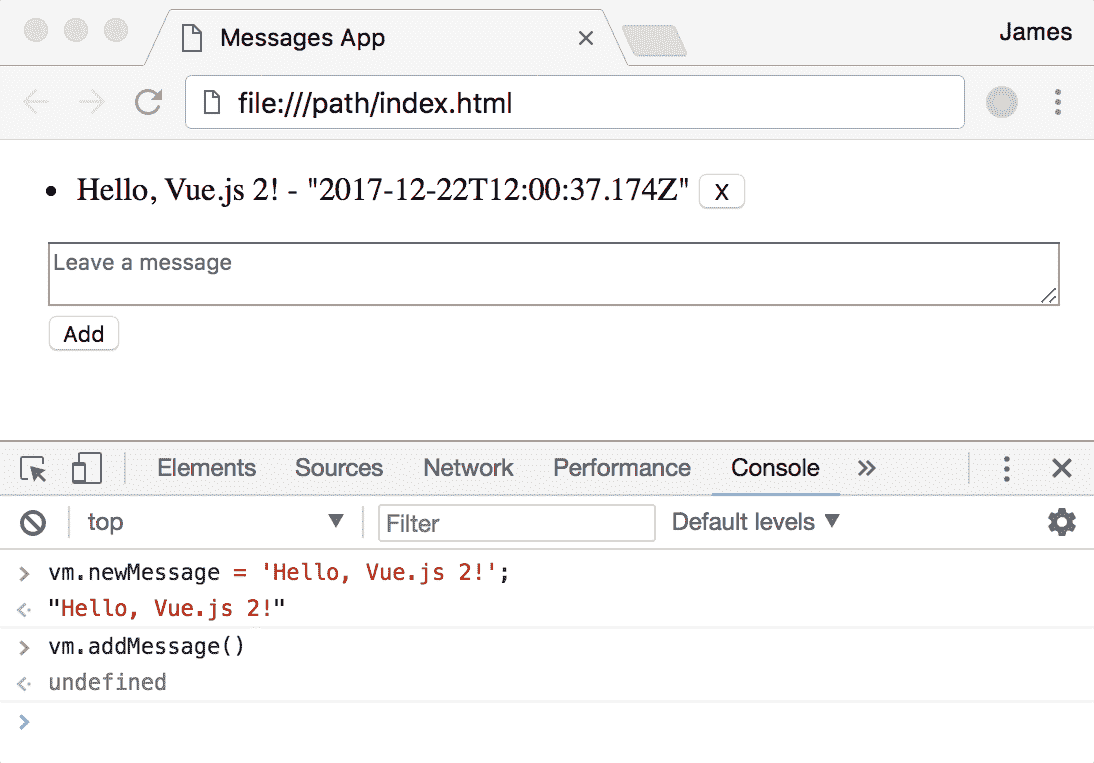 Messages App
James
file:///path/index.html
Hello, Vue.js 2! - "2017-12-22T12:00:37.174Z" X
Leave a message
Add
Elements Sources Network Performance Console »
top Filter Default levels
> vm.newMessage = 'Hello, Vue.js 2!';
"Hello, Vue.js 2!"
> vm.addMessage()
undefined
>